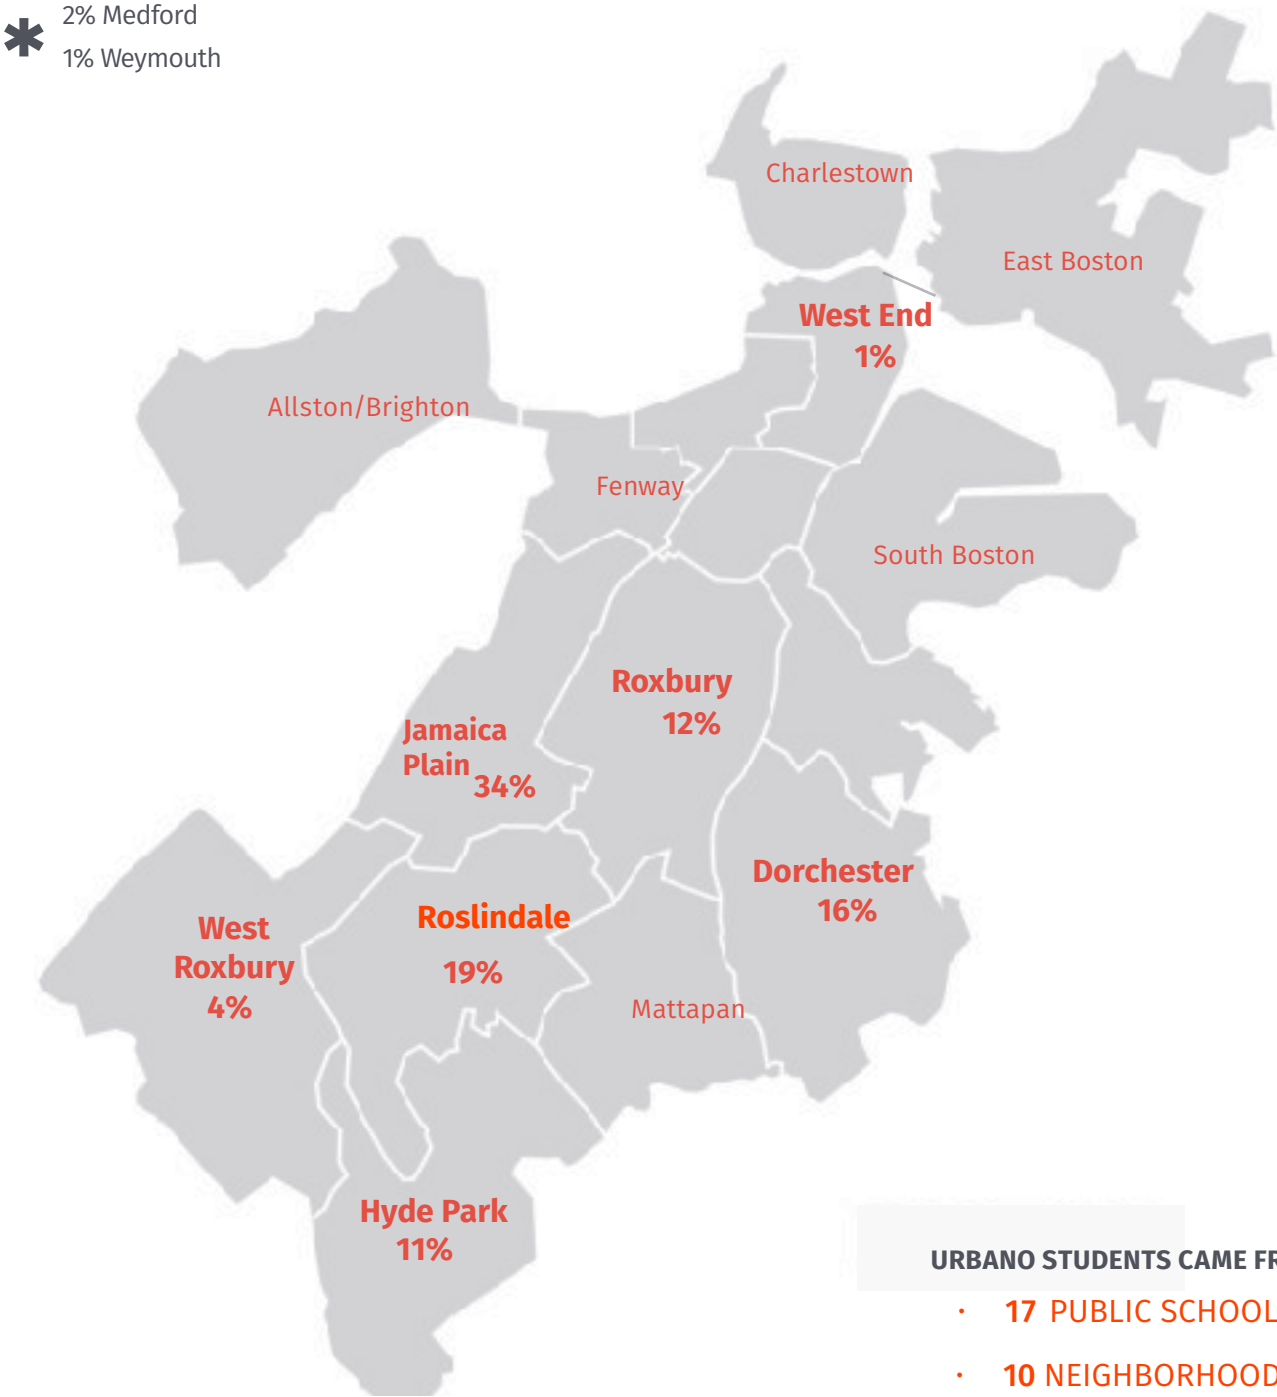 2% Medford
1% Weymouth
Charlestown
East Boston
West End
1%
Allston/Brighton
Fenway
South Boston
Roxbury
12%
Jamaica
Plain
34%
Dorchester
16%
Roslindale
19%
West
Roxbury
4%
Mattapan
Hyde Park
11%
URBANO STUDENTS CAME FR
· 17 PUBLIC SCHOOL
· 10 NEIGHBORHOOD